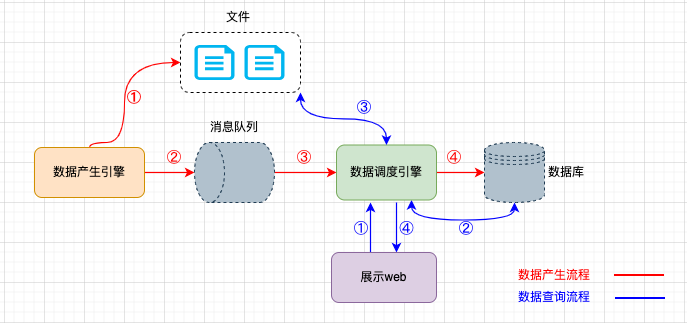 文件
①
③
消息队列
数据产生引擎
②
③
数据调度引擎
④
数据库
①
④
②
展示web
数据产生流程
数据查询流程